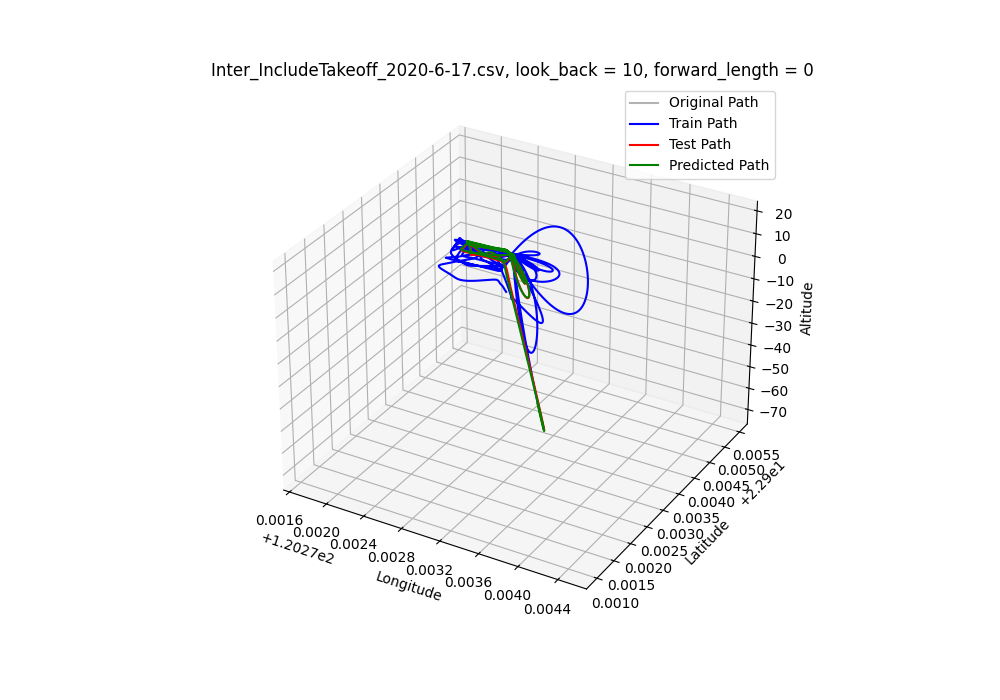 Inter_IncludeTakeoff_2020-6-17.csv, look_back = 10, forward_length = 0
Original Path
Train Path
Test Path
Predicted Path
20
10
0
-10
-20
-30
-40
-50
-60
-70
Altitude
0.0055
0.0050
0.0045
0.0040
0.0035
0.0030
0.0025
0.0020
0.0015
0.0010
+2.29e1
Latitude
0.0016
0.0020
0.0024
0.0028
0.0032
0.0036
0.0040
0.0044
+1.2027e2
Longitude